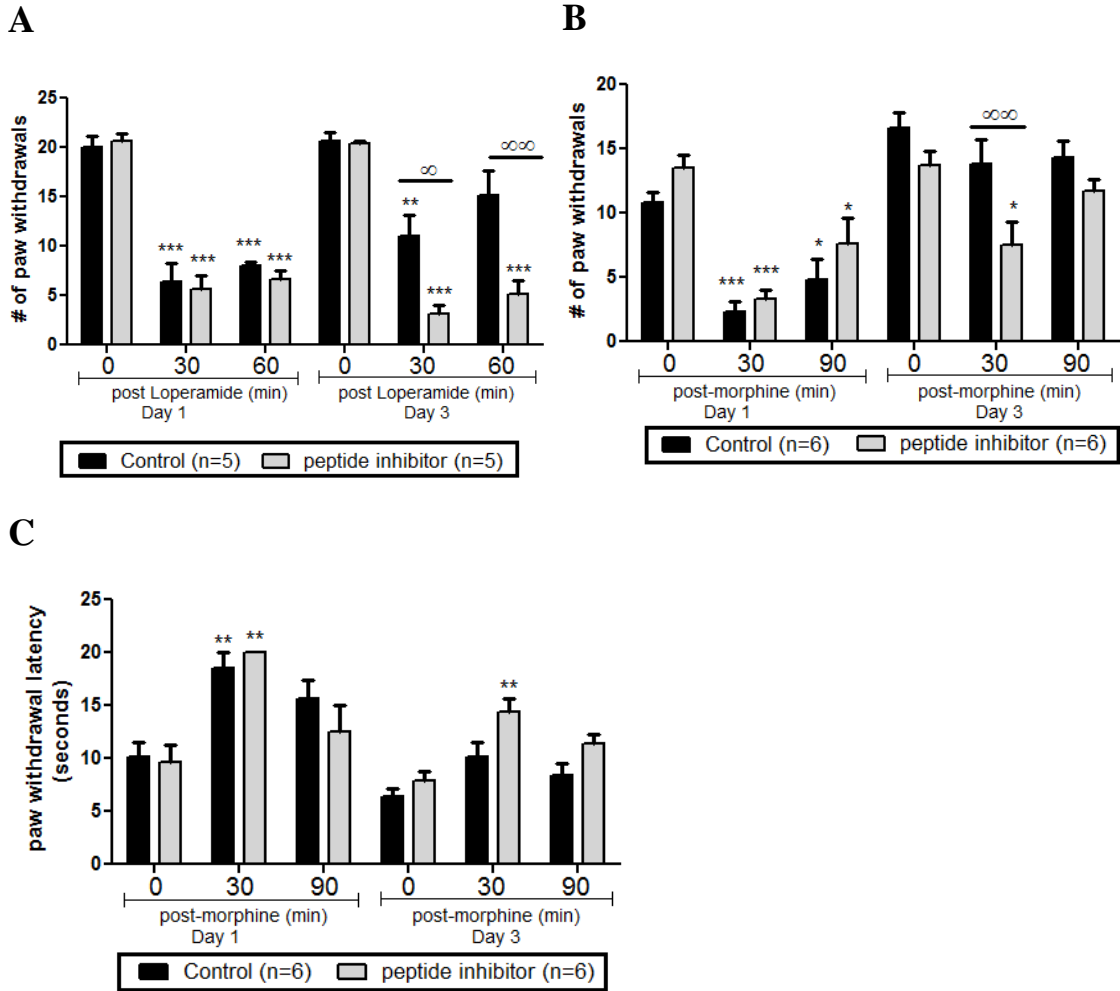 A
# of paw withdrawals
25
20
15
10
5
0
*** ***
*** ***
∞
** ***
∞∞
***
0 30 60 0 30 60
post Loperamide (min) post Loperamide (min)
Day 1 Day 3
Control (n=5) peptide inhibitor (n=5)
B
# of paw withdrawals
20
15
10
5
0
*** ***
* *
∞∞
*
0 30 90 0 30 90
post-morphine (min) post-morphine (min)
Day 1 Day 3
Control (n=6) peptide inhibitor (n=6)
C
paw withdrawal latency
(seconds)
25
20
15
10
5
0
** **
**
0 30 90 0 30 90
post-morphine (min) post-morphine (min)
Day 1 Day 3
Control (n=6) peptide inhibitor (n=6)